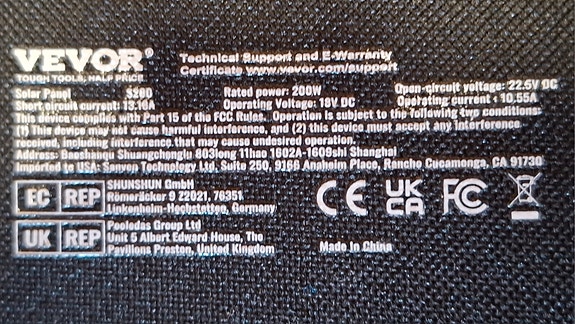 VEVOR®
TOUGH TOOLS, HALF PRICE
Technical Support and E-Warranty
Certificate www.vevor.com/support
Solar Panel S200 Rated power: 200W Open-circuit voltage: 22.5V DC
Short circuit current: 13.16A Operating Voltage: 18V DC Operating current : 10.55A
This device complies with Part 15 of the FCC Rules. Operation is subject to the following two conditions:
(1) This device may not cause harmful interference, and (2) this device must accept any interference
received, including interference that may cause undesired operation.
Address: Baoshanqu Shuangchenglu 803long 11hao 1602A-1609shi Shanghai
Imported to USA: Sanven Technology Ltd. Suite 250, 9166 Anaheim Place, Rancho Cucamonga, CA 91730
EC REP
SHUNSHUN GmbH
Römeräcker 9 Z2021, 76351
Linkenheim-Hochstetten, Germany
UK REP
Pooledas Group Ltd
Unit 5 Albert Edward House, The
Pavilions Preston, United Kingdom
CE UK CA FC
Made In China